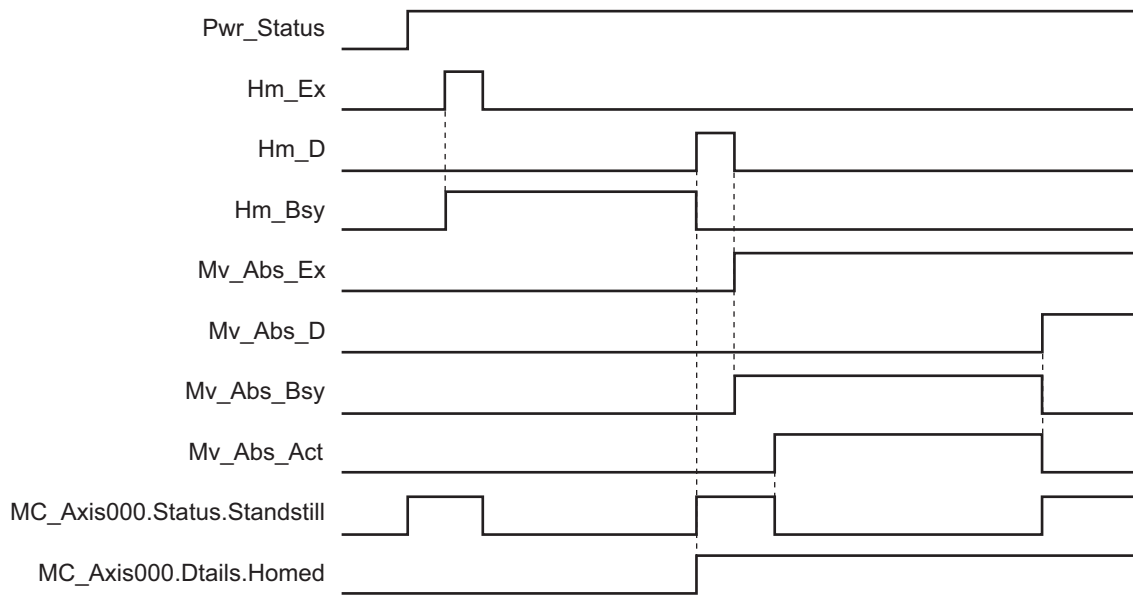 Pwr_Status
Hm_Ex
Hm_D
Hm_Bsy
Mv_Abs_Ex
Mv_Abs_D
Mv_Abs_Bsy
Mv_Abs_Act
MC_Axis000.Status.Standstill
MC_Axis000.Dtails.Homed